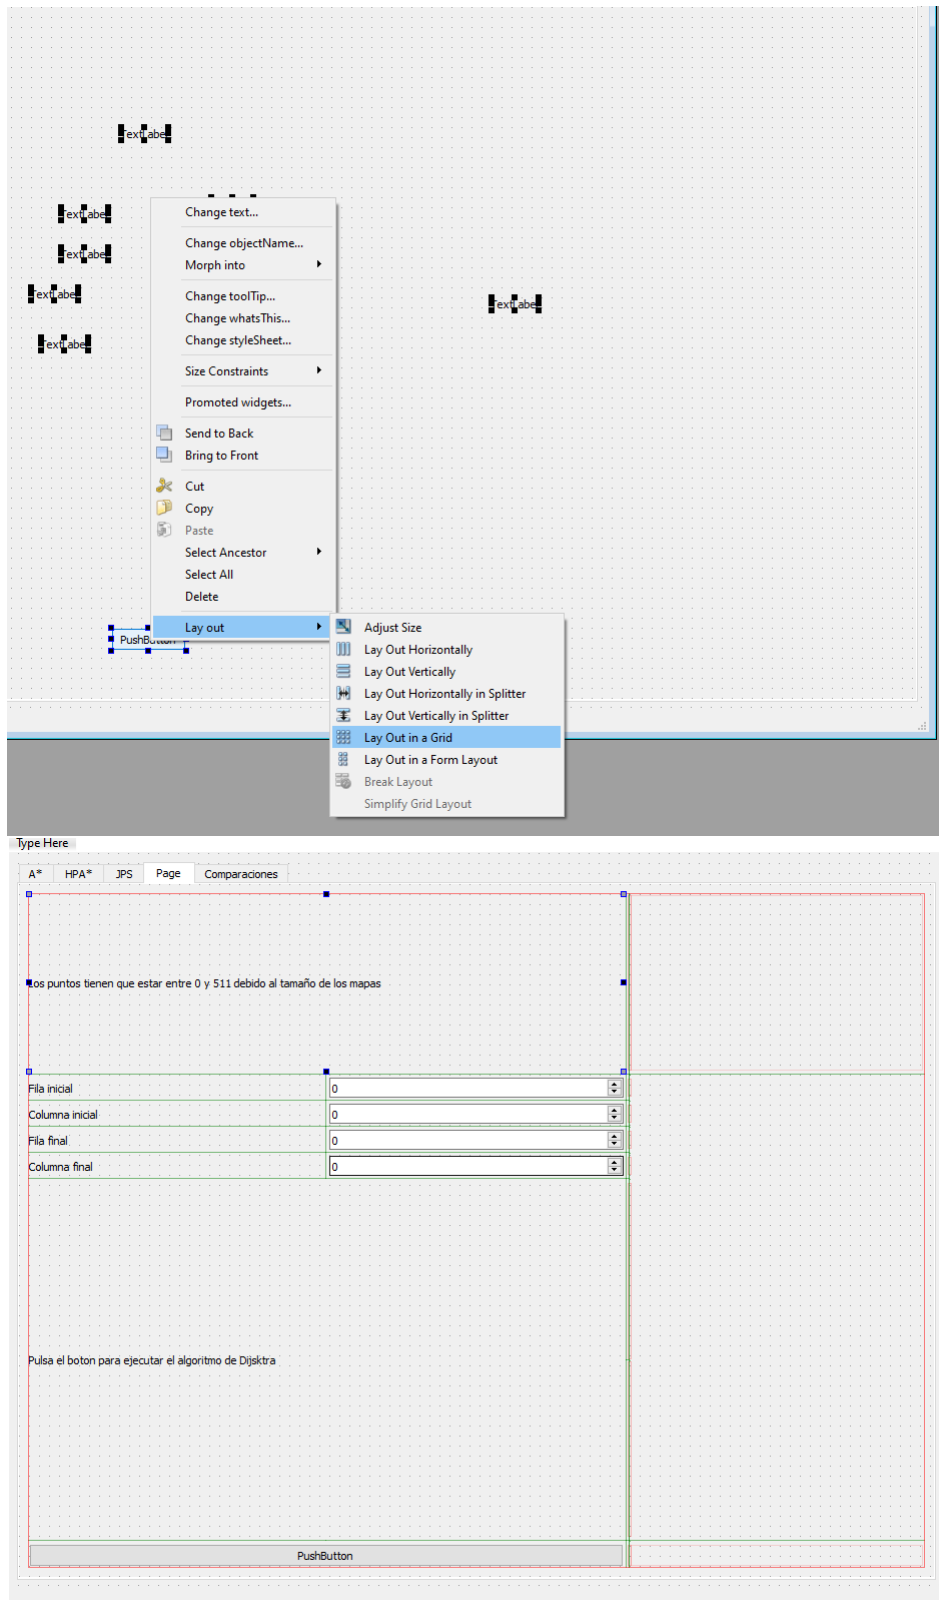 TextLabel
TextLabel
Change text...
TextLabel
Change objectName...
Morph into
TextLabel
Change toolTip...
TextLabel
Change whatsThis...
Change styleSheet...
TextLabel
Size Constraints
Promoted widgets...
Send to Back
Bring to Front
Cut
Copy
Paste
Select Ancestor
Select All
Delete
Lay out
PushButton
Adjust Size
Lay Out Horizontally
Lay Out Vertically
Lay Out Horizontally in Splitter
Lay Out Vertically in Splitter
Lay Out in a Grid
Lay Out in a Form Layout
Break Layout
Simplify Grid Layout
Type Here
A* HPA* JPS Page Comparaciones
Los puntos tienen que estar entre 0 y 511 debido al tamaño de los mapas
Fila inicial 0
Columna inicial 0
Fila final 0
Columna final 0
Pulsa el boton para ejecutar el algoritmo de Dijsktra
PushButton